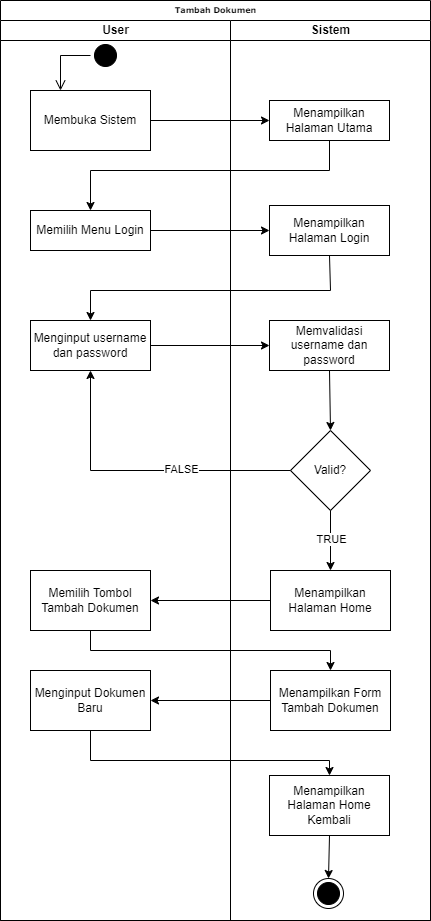 Tambah Dokumen
User
Sistem
Membuka Sistem
Menampilkan
Halaman Utama
Memilih Menu Login
Menampilkan
Halaman Login
Menginput username
dan password
Memvalidasi
username dan
password
Valid?
FALSE
TRUE
Menampilkan
Halaman Home
Memilih Tombol
Tambah Dokumen
Menampilkan Form
Tambah Dokumen
Menginput Dokumen
Baru
Menampilkan
Halaman Home
Kembali